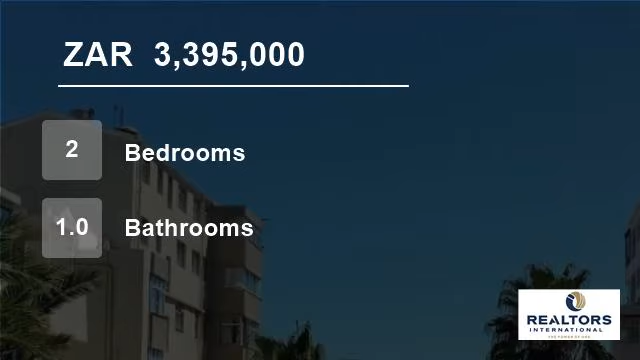 ZAR 3,395,000
2
Bedrooms
1.0
Bathrooms
REALTORS
INTERNATIONAL